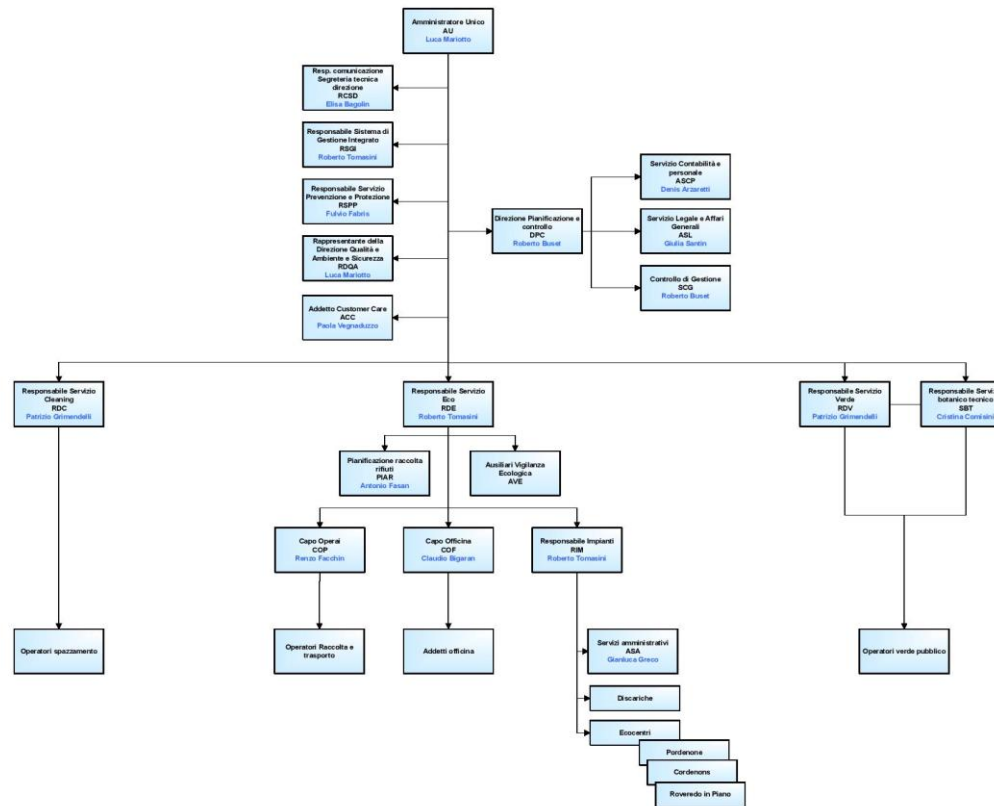 Amministratore Unico
AU
Luca Mariotto
Resp. comunicazione
Segreteria tecnica
direzione
RCSD
Elisa Bagolin
Responsabile Sistema di
Gestione Integrato
RSGI
Roberto Tomasini
Responsabile Servizio
Prevenzione e Protezione
RSPP
Fulvio Fabris
Rappresentante della
Direzione Qualità e
Ambiente e Sicurezza
RDQA
Luca Mariotto
Addetto Customer Care
ACC
Paola Vegnaduzzo
Direzione Pianificazione e
controllo
DPC
Roberto Buset
Servizio Contabilità e
personale
ASCP
Denis Arzaretti
Servizio Legale e Affari
Generali
ASL
Giulia Santin
Controllo di Gestione
SCG
Roberto Buset
Responsabile Servizio
Cleaning
RDC
Patrizio Grimendelli
Responsabile Servizio
Eco
RDE
Roberto Tomasini
Responsabile Servizio
Verde
RDV
Patrizio Grimendelli
Responsabile Serviz
botanico tecnico
SBT
Cristina Comisini
Pianificazione raccolta
rifiuti
PIAR
Antonio Fasan
Ausiliari Vigilanza
Ecologica
AVE
Capo Operai
COP
Renzo Facchin
Capo Officina
COF
Claudio Bigaran
Responsabile Impianti
RIM
Roberto Tomasini
Operatori spazzamento
Operatori Raccolta e
trasporto
Addetti officina
Servizi amministrativi
ASA
Gianluca Greco
Operatori verde pubblico
Discariche
Ecocentri
Pordenone
Cordenons
Roveredo in Piano